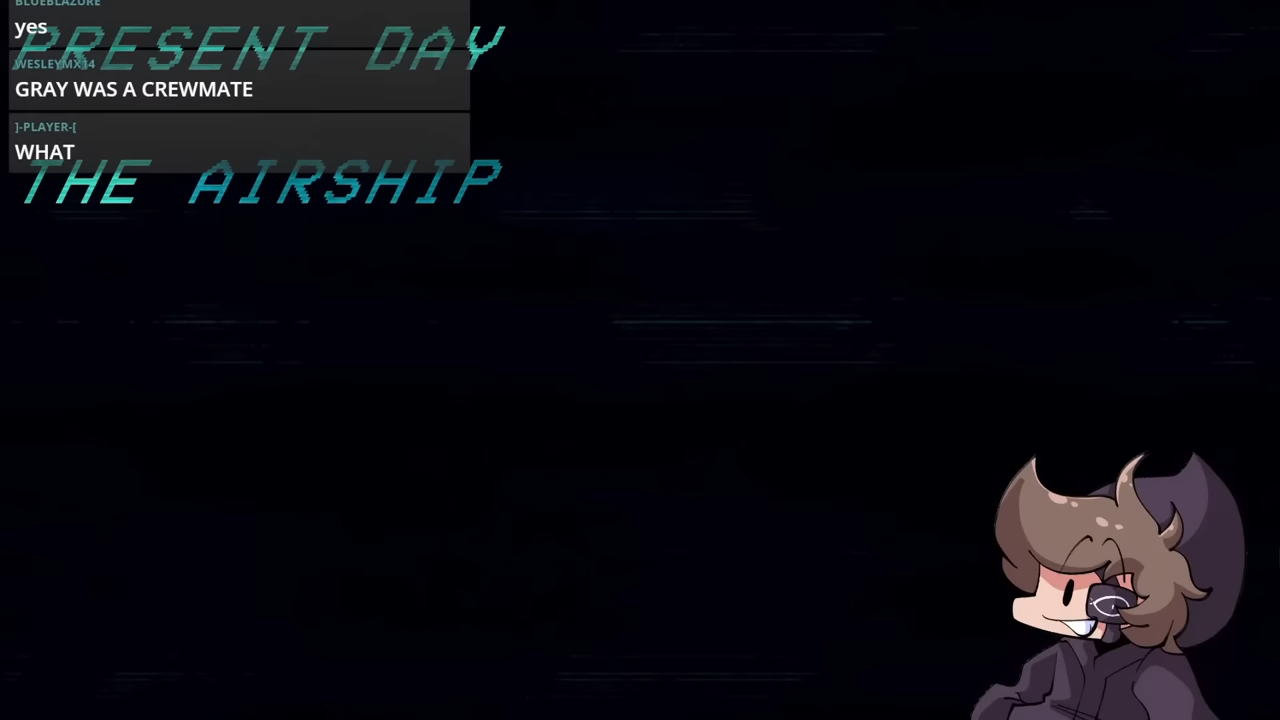 BLUEBLAZURE
yes
PRESENT DAY
WESLEYMX14
GRAY WAS A CREWMATE
]-PLAYER-[
WHAT
THE AIRSHIP